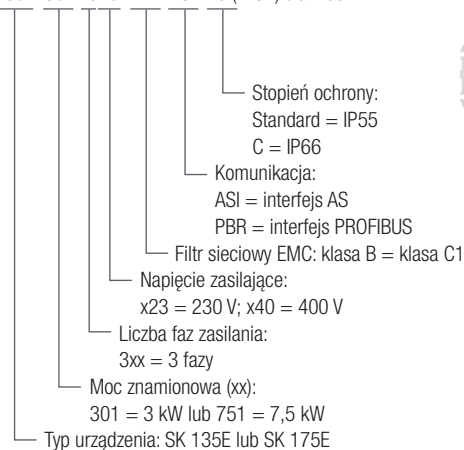 Stopień ochrony:
Standard = IP55
C = IP66
Komunikacja:
ASI = interfejs AS
PBR = interfejs PROFIBUS
Filtr sieciowy EMC: klasa B = klasa C1
Napięcie zasilające:
x23 = 230 V; x40 = 400 V
Liczba faz zasilania:
3xx = 3 fazy
Moc znamionowa (xx):
301 = 3 kW lub 751 = 7,5 kW
Typ urządzenia: SK 135E lub SK 175E